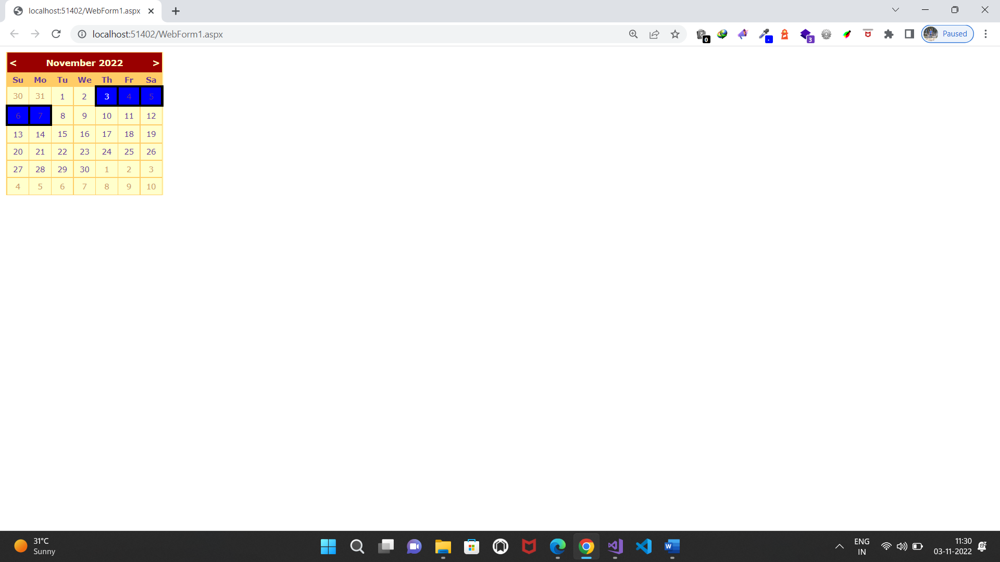 localhost:51402/WebForm1.aspx
localhost:51402/WebForm1.aspx
0
3
Paused
< November 2022 >
Su Mo Tu We Th Fr Sa
30 31 1 2 3 4 5
6 7 8 9 10 11 12
13 14 15 16 17 18 19
20 21 22 23 24 25 26
27 28 29 30 1 2 3
4 5 6 7 8 9 10
31°C
Sunny
W
ENG
IN
11:30
03-11-2022